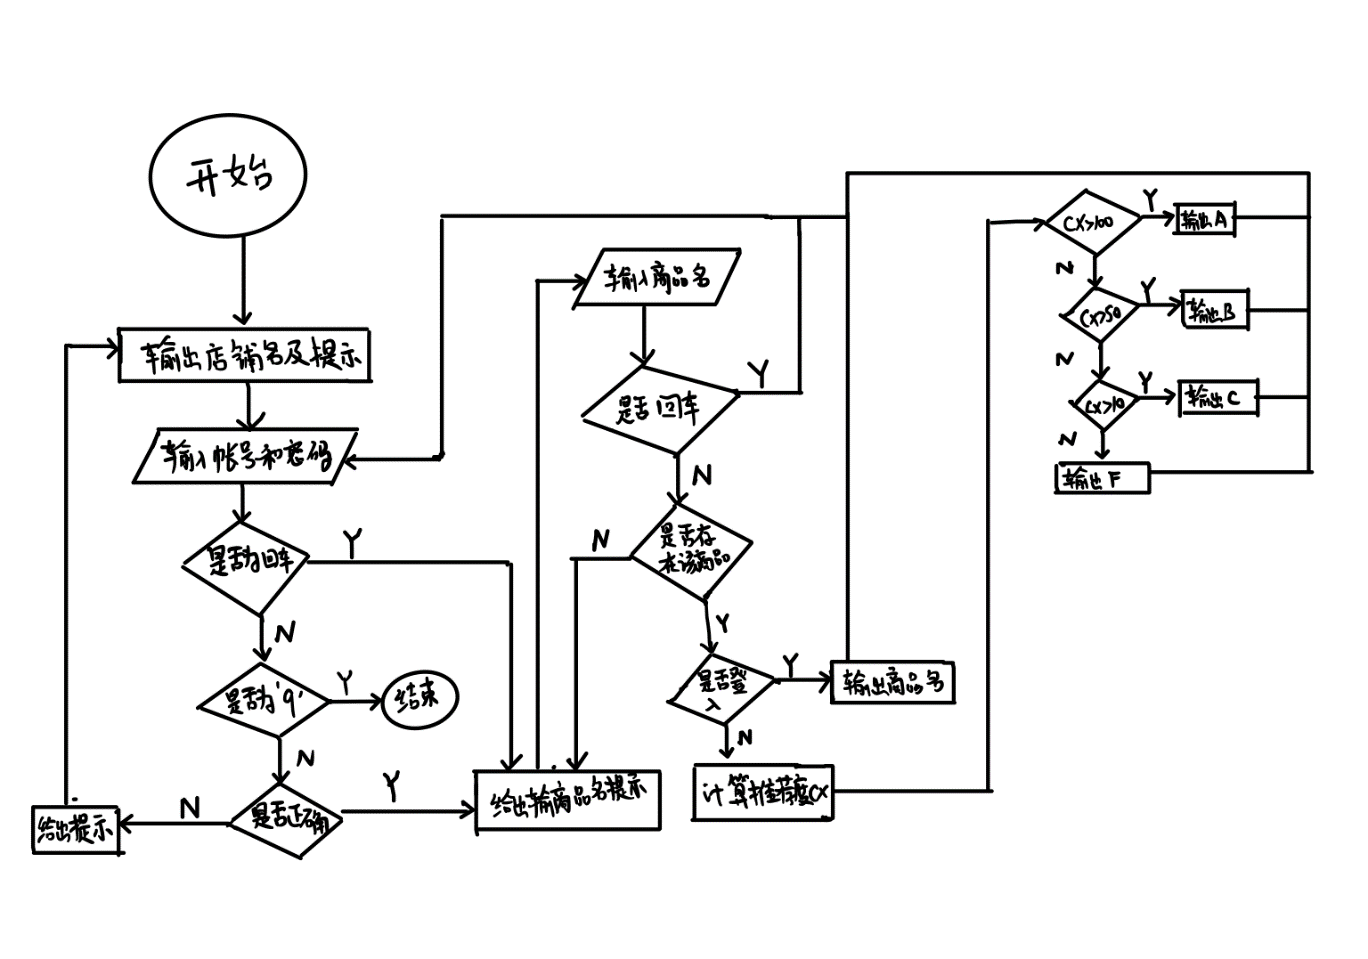 开始
输出店铺名及提示
输入帐号和密码
是否为回车
Y
N
是否为'q'
Y
结束
N
是否正确
Y
N
给出提示
给出输商品名提示
输入商品名
是否回车
Y
N
是否存
在该商品
N
Y
是否登
入
Y
输出商品名
N
计算推荐度CX
CX>100
Y
输出A
N
CX>50
Y
输出B
N
CX>10
Y
输出C
N
输出F